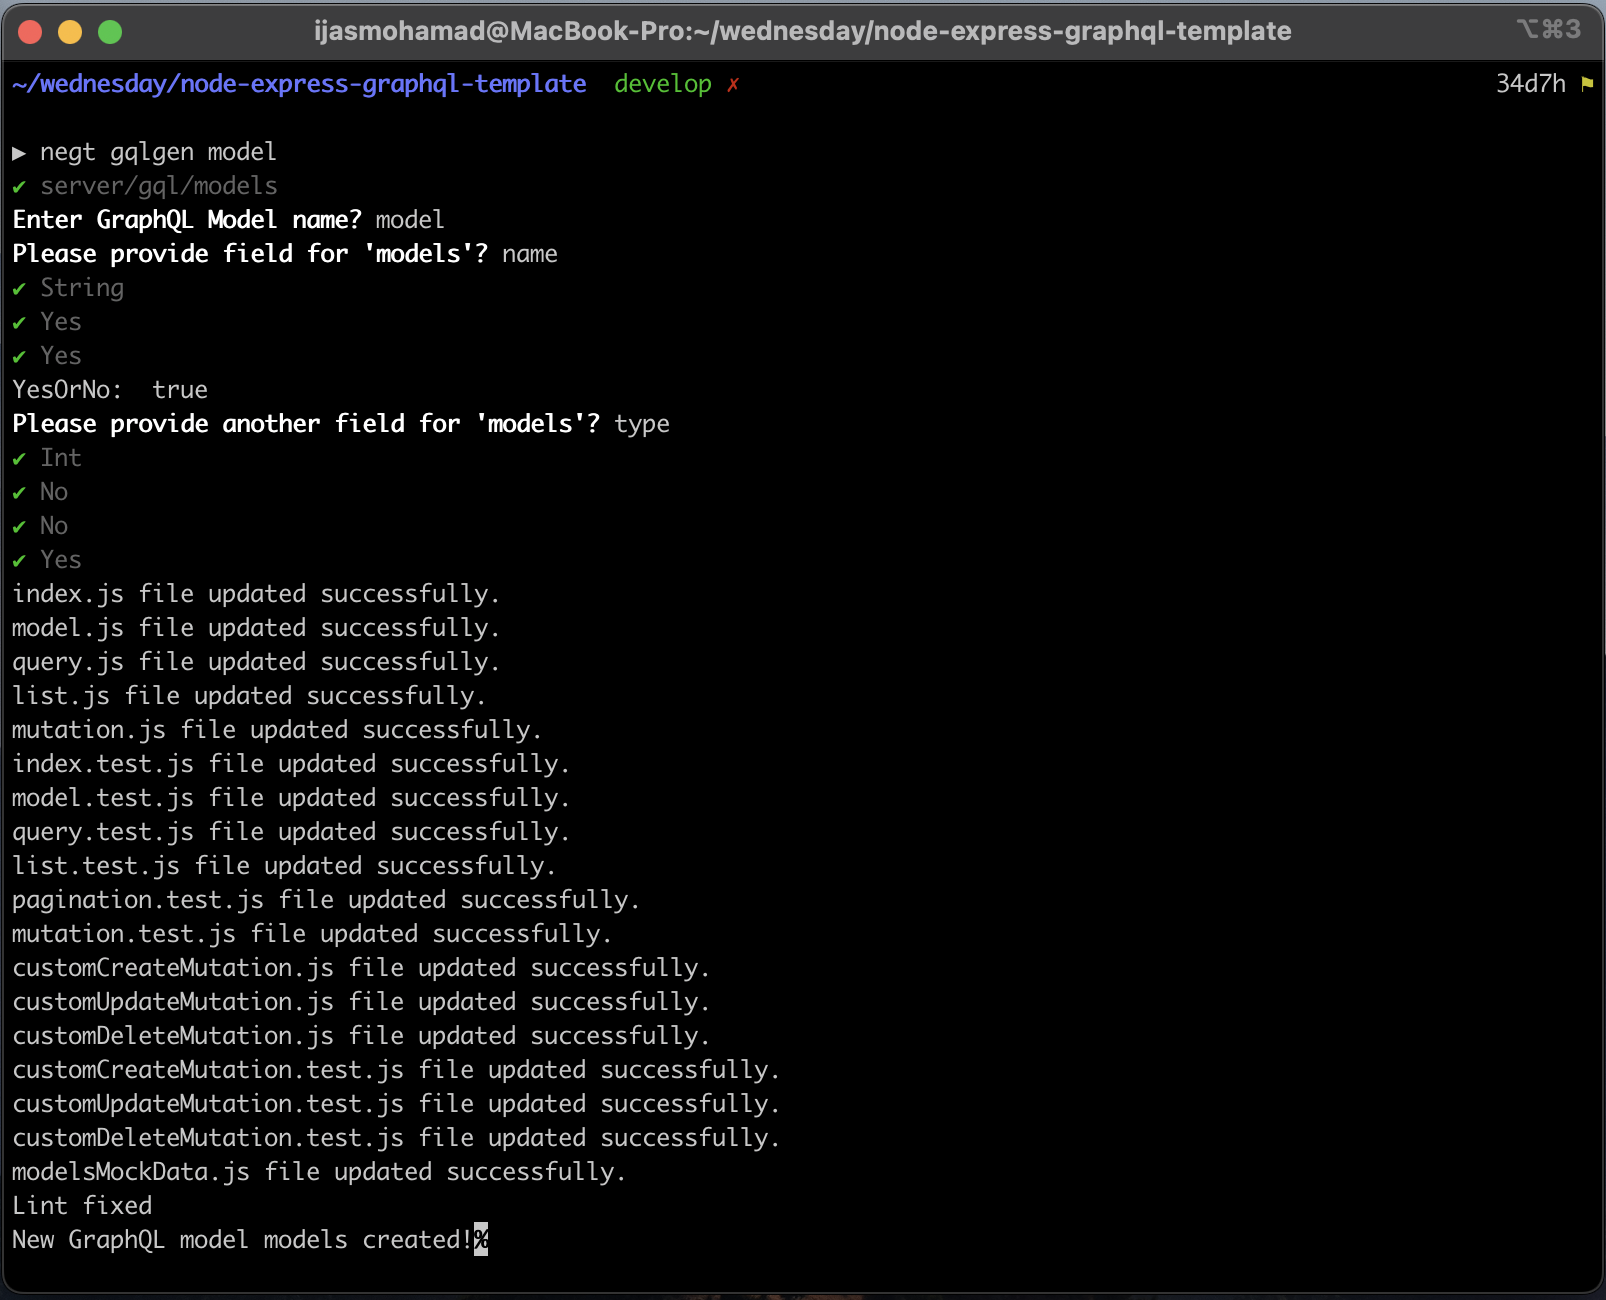 ijasmohamad@MacBook-Pro:~/wednesday/node-express-graphql-template ⌥⌘3
~/wednesday/node-express-graphql-template develop ✗ 34d7h ⚑
▶ negt gqlgen model
✔ server/gql/models
Enter GraphQL Model name? model
Please provide field for 'models'? name
✔ String
✔ Yes
✔ Yes
YesOrNo:  true
Please provide another field for 'models'? type
✔ Int
✔ No
✔ No
✔ Yes
index.js file updated successfully.
model.js file updated successfully.
query.js file updated successfully.
list.js file updated successfully.
mutation.js file updated successfully.
index.test.js file updated successfully.
model.test.js file updated successfully.
query.test.js file updated successfully.
list.test.js file updated successfully.
pagination.test.js file updated successfully.
mutation.test.js file updated successfully.
customCreateMutation.js file updated successfully.
customUpdateMutation.js file updated successfully.
customDeleteMutation.js file updated successfully.
customCreateMutation.test.js file updated successfully.
customUpdateMutation.test.js file updated successfully.
customDeleteMutation.test.js file updated successfully.
modelsMockData.js file updated successfully.
Lint fixed
New GraphQL model models created!%